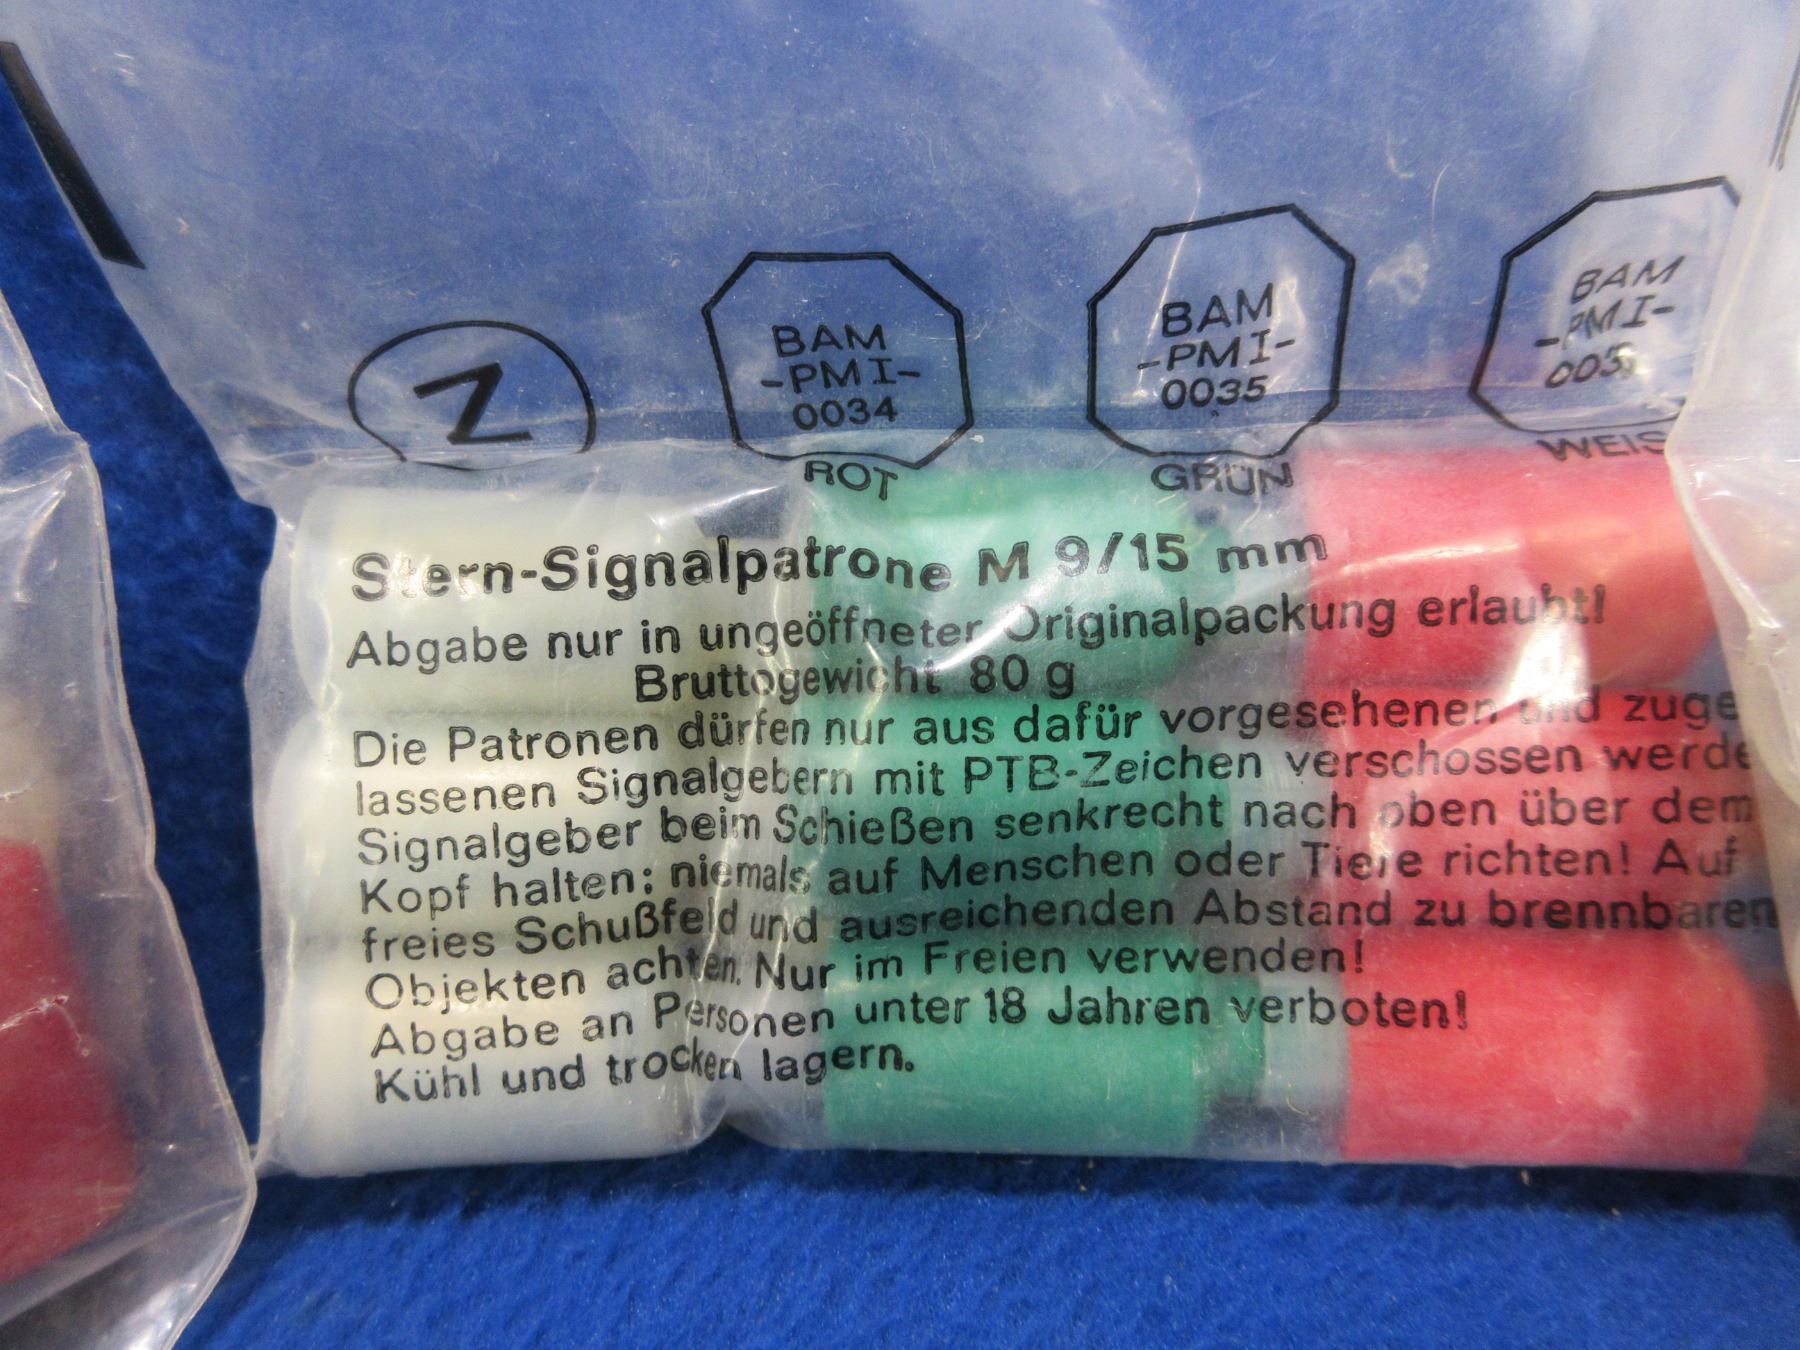 N
BAM
-PMI-
0034
ROT
BAM
-PMI-
0035
GRÜN
BAM
-PMI-
WEIS
Stern-Signalpatrone M 9/15 mm
Abgabe nur in ungeöffneter Originalpackung erlaubt!
Bruttogewicht 80 g
Die Patronen dürfen nur aus dafür vorgesehenen und zuge
lassenen Signalgebern mit PTB-Zeichen verschossen werde
Signalgeber beim Schießen senkrecht nach oben über dem
Kopf halten; niemals auf Menschen oder Tiere richten! Auf
freies Schußfeld und ausreichenden Abstand zu brennbaren
Objekten achten. Nur im Freien verwenden!
Abgabe an Personen unter 18 Jahren verboten!
Kühl und trocken lagern.